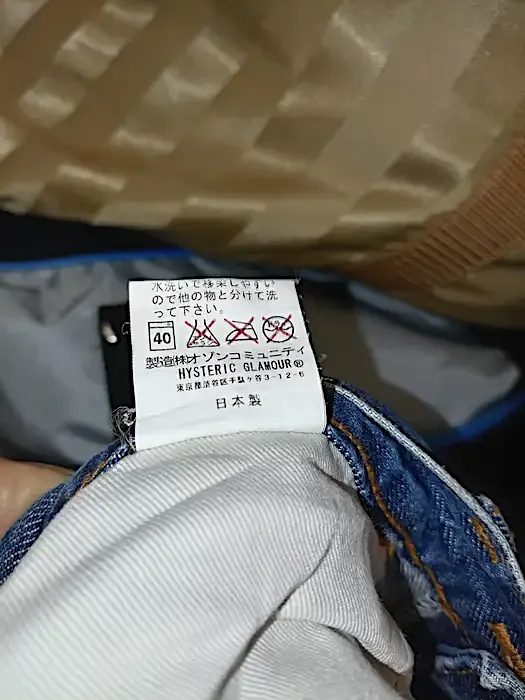 水洗いで移染しやすい
ので他の物と分けて洗
って下さい。
40
製造(株)オゾンコミュニティ
HYSTERIC GLAMOUR®
東京都渋谷区千駄ヶ谷3-12-6
日本製